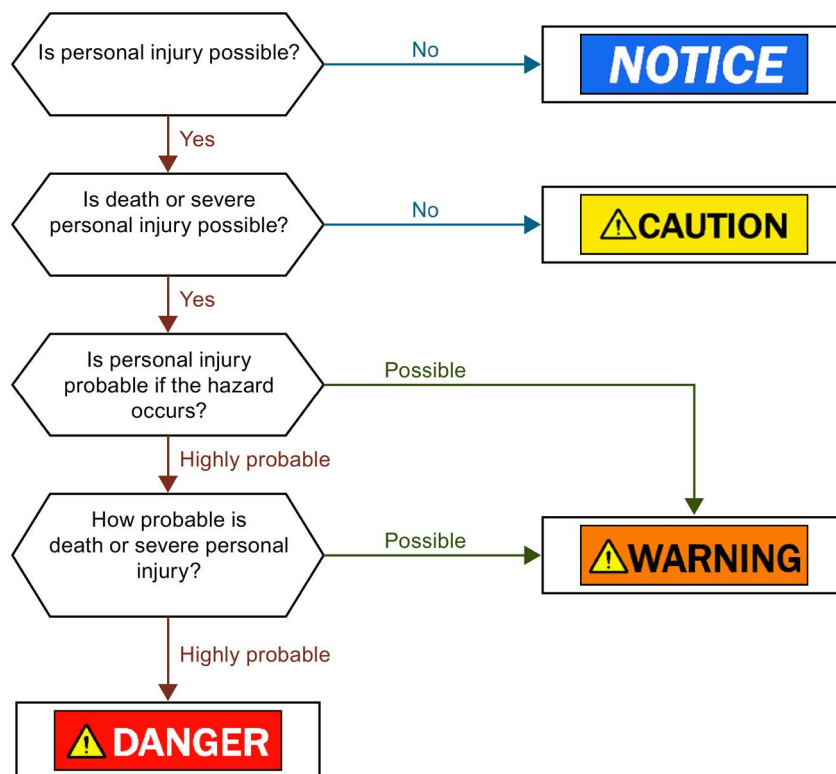 Is personal injury possible?
No
NOTICE
Yes
Is death or severe
personal injury possible?
No
CAUTION
Yes
Is personal injury
probable if the hazard
occurs?
Possible
Highly probable
How probable is
death or severe personal
injury?
Possible
WARNING
Highly probable
DANGER